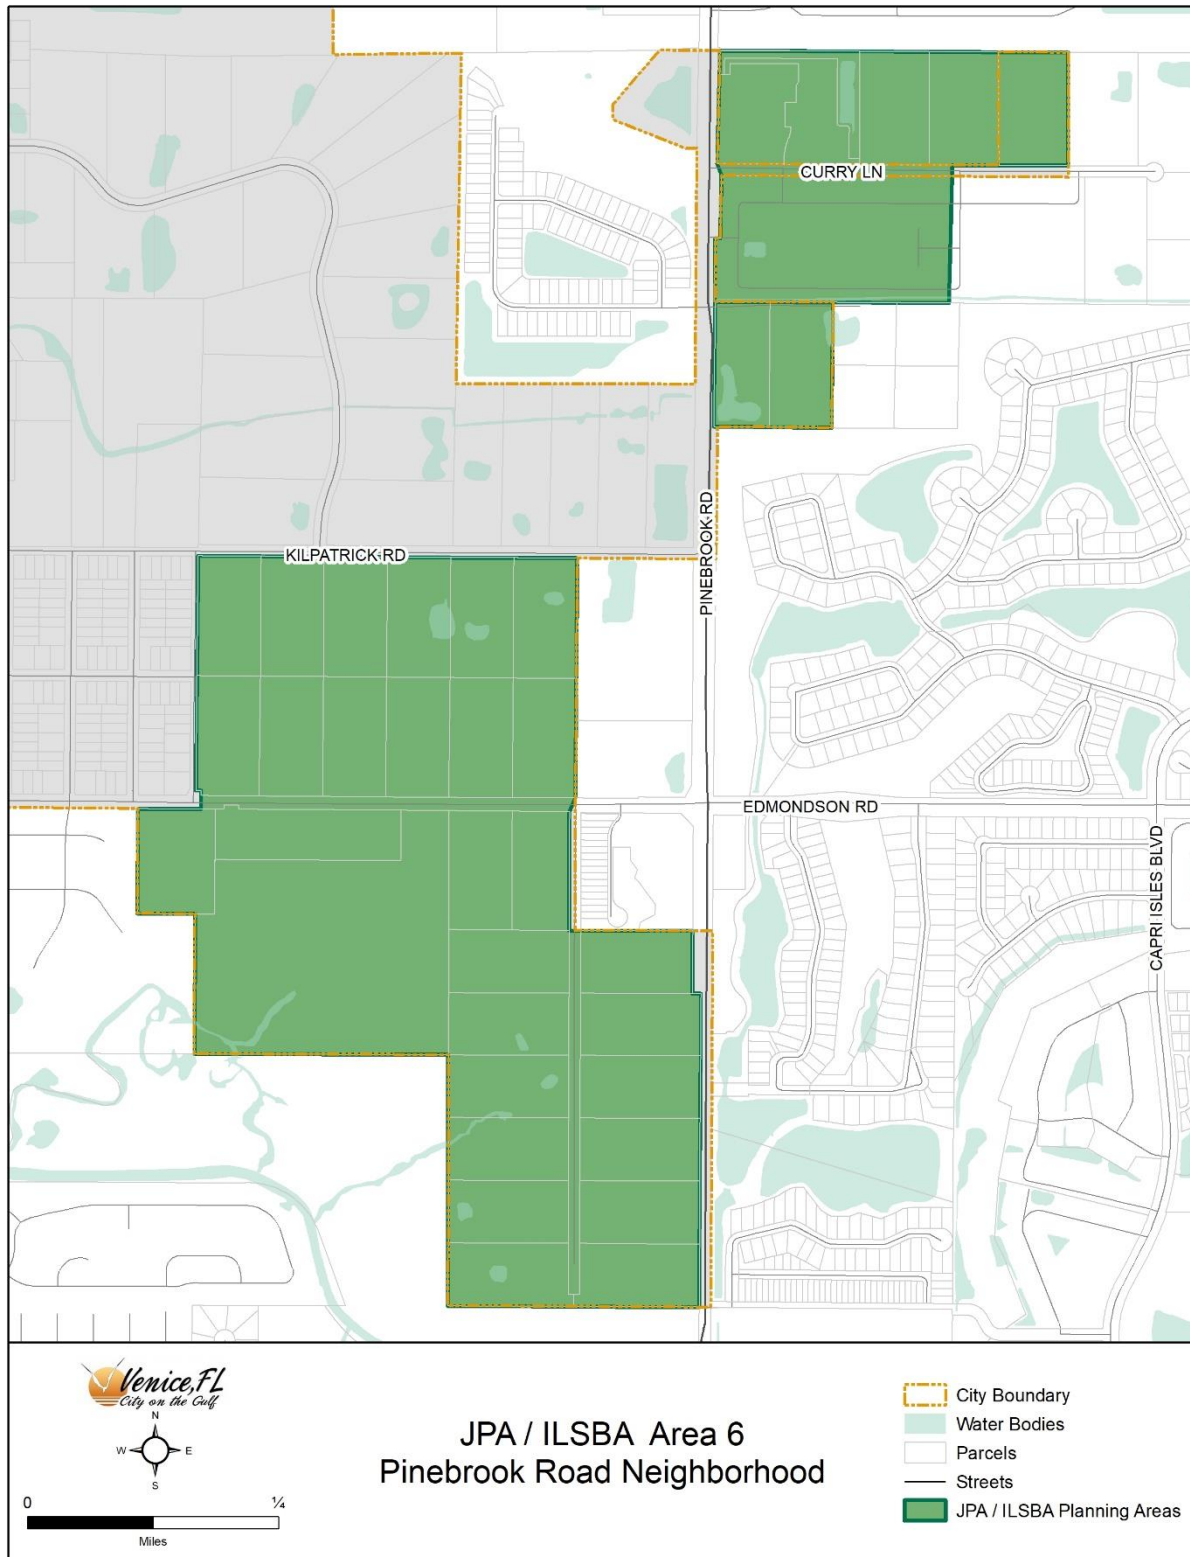 CURRY LN
PINEBROOK RD
KILPATRICK RD
EDMONDSON RD
CAPRI ISLES BLVD
Venice, FL
City on the Gulf
N
W E
S
0 ¼
Miles
JPA / ILSBA Area 6
Pinebrook Road Neighborhood
City Boundary
Water Bodies
Parcels
Streets
JPA / ILSBA Planning Areas